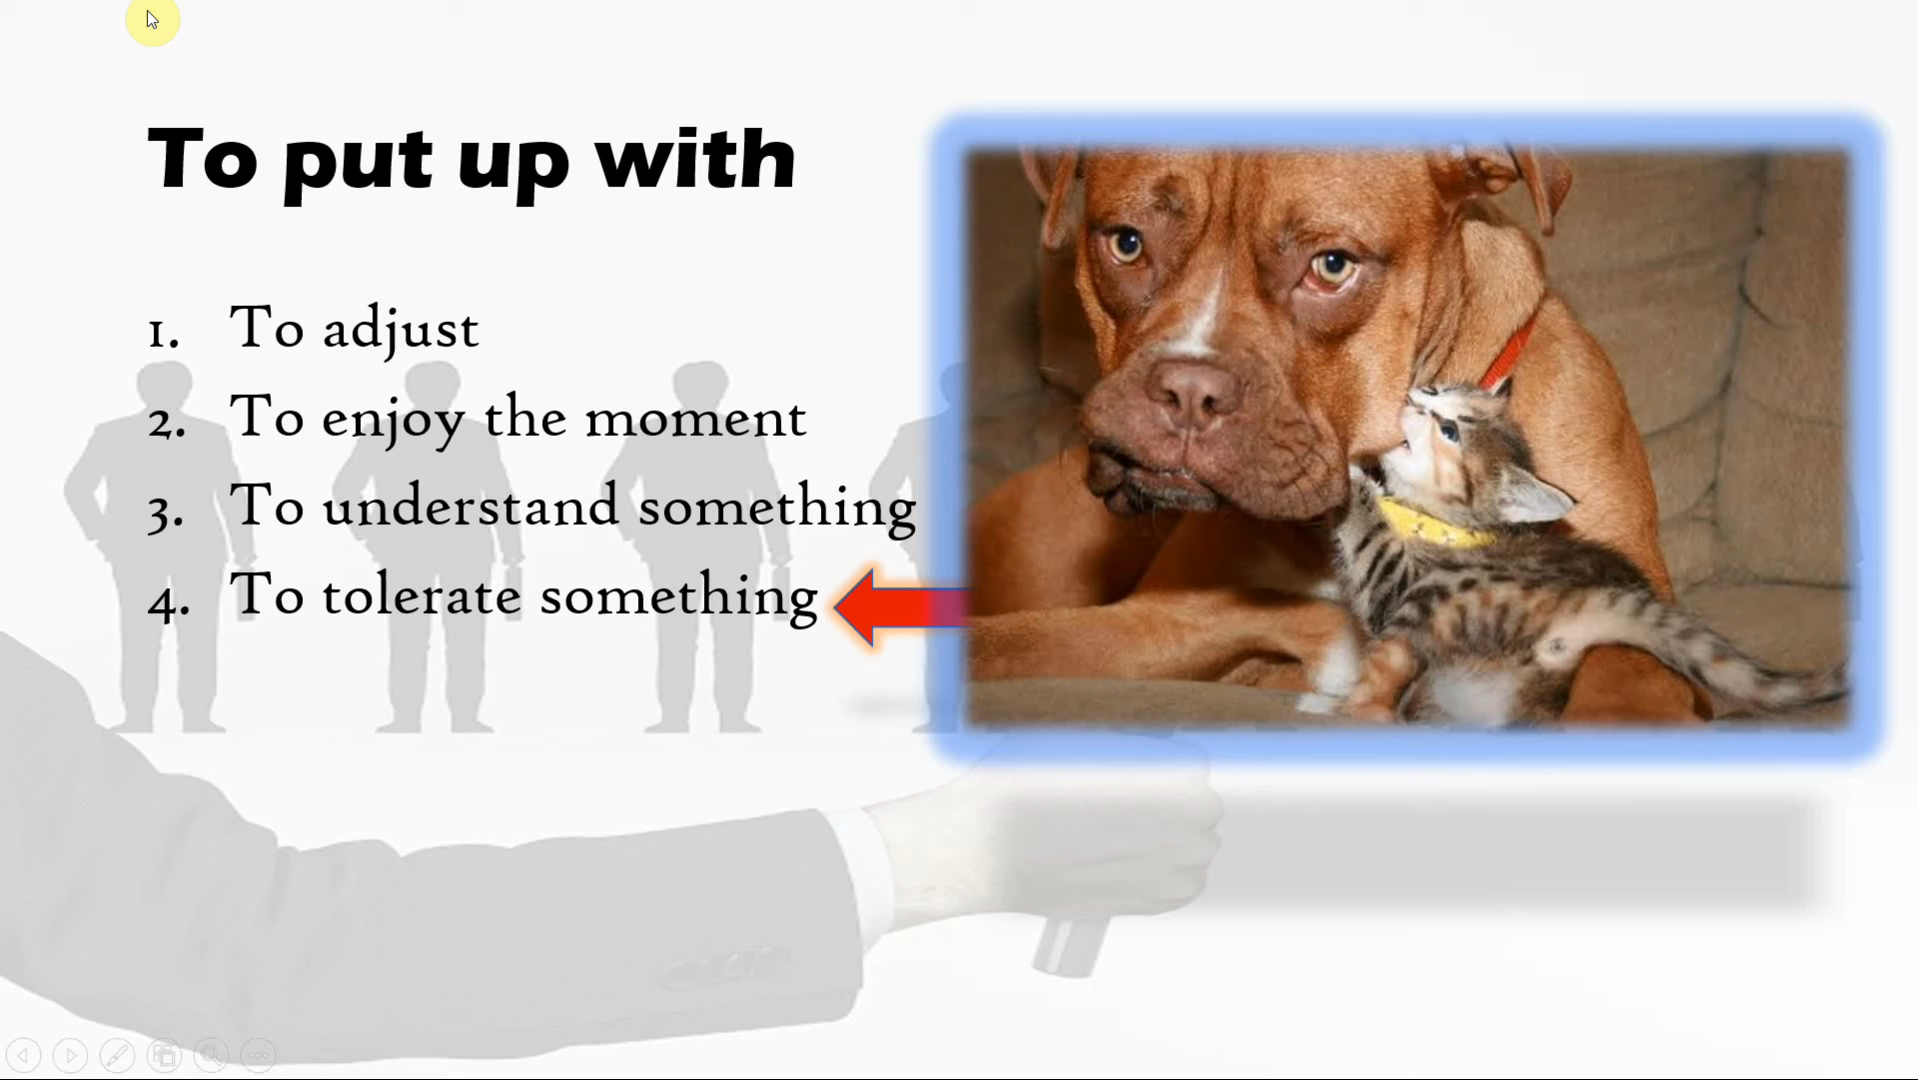 To put up with
1. To adjust
2. To enjoy the moment
3. To understand something
4. To tolerate something